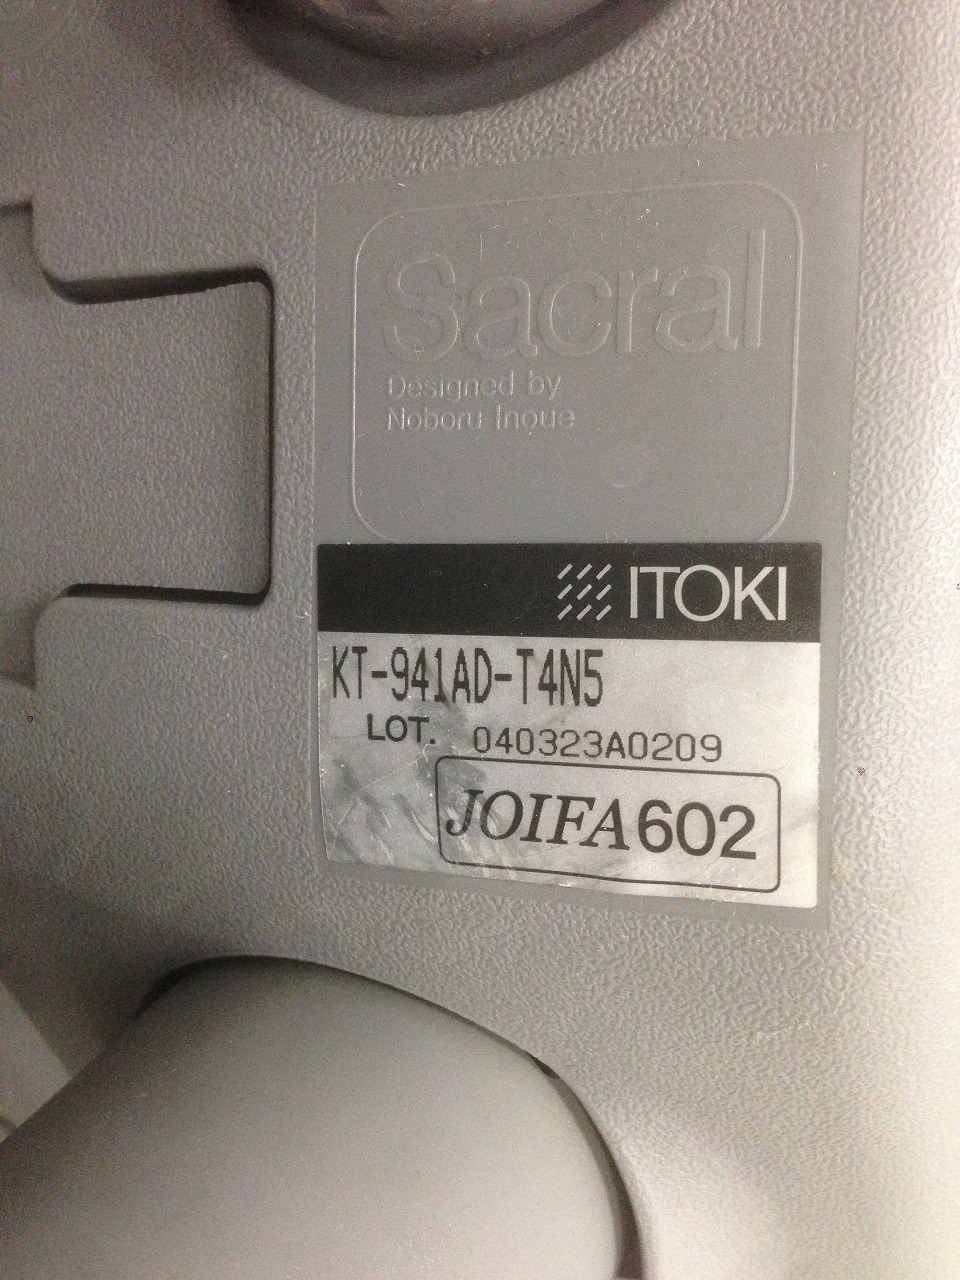 Sacral
Designed by
Noboru Inoue
ITOKI
KT-941AD-T4N5
LOT. 040323A0209
JOIFA602